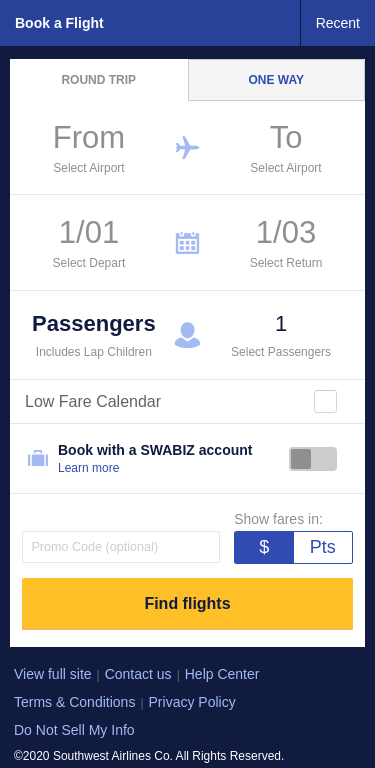 Book a Flight Recent
ROUND TRIP ONE WAY
From To
Select Airport Select Airport
1/01 1/03
Select Depart Select Return
Passengers 1
Includes Lap Children Select Passengers
Low Fare Calendar
Book with a SWABIZ account
Learn more
Show fares in:
Promo Code (optional) $ Pts
Find flights
View full site | Contact us | Help Center
Terms & Conditions | Privacy Policy
Do Not Sell My Info
©2020 Southwest Airlines Co. All Rights Reserved.